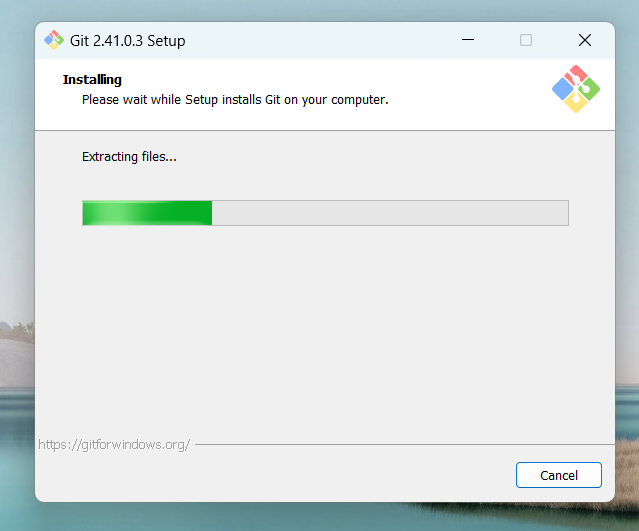 Git 2.41.0.3 Setup
Installing
Please wait while Setup installs Git on your computer.
Extracting files...
https://gitforwindows.org/
Cancel